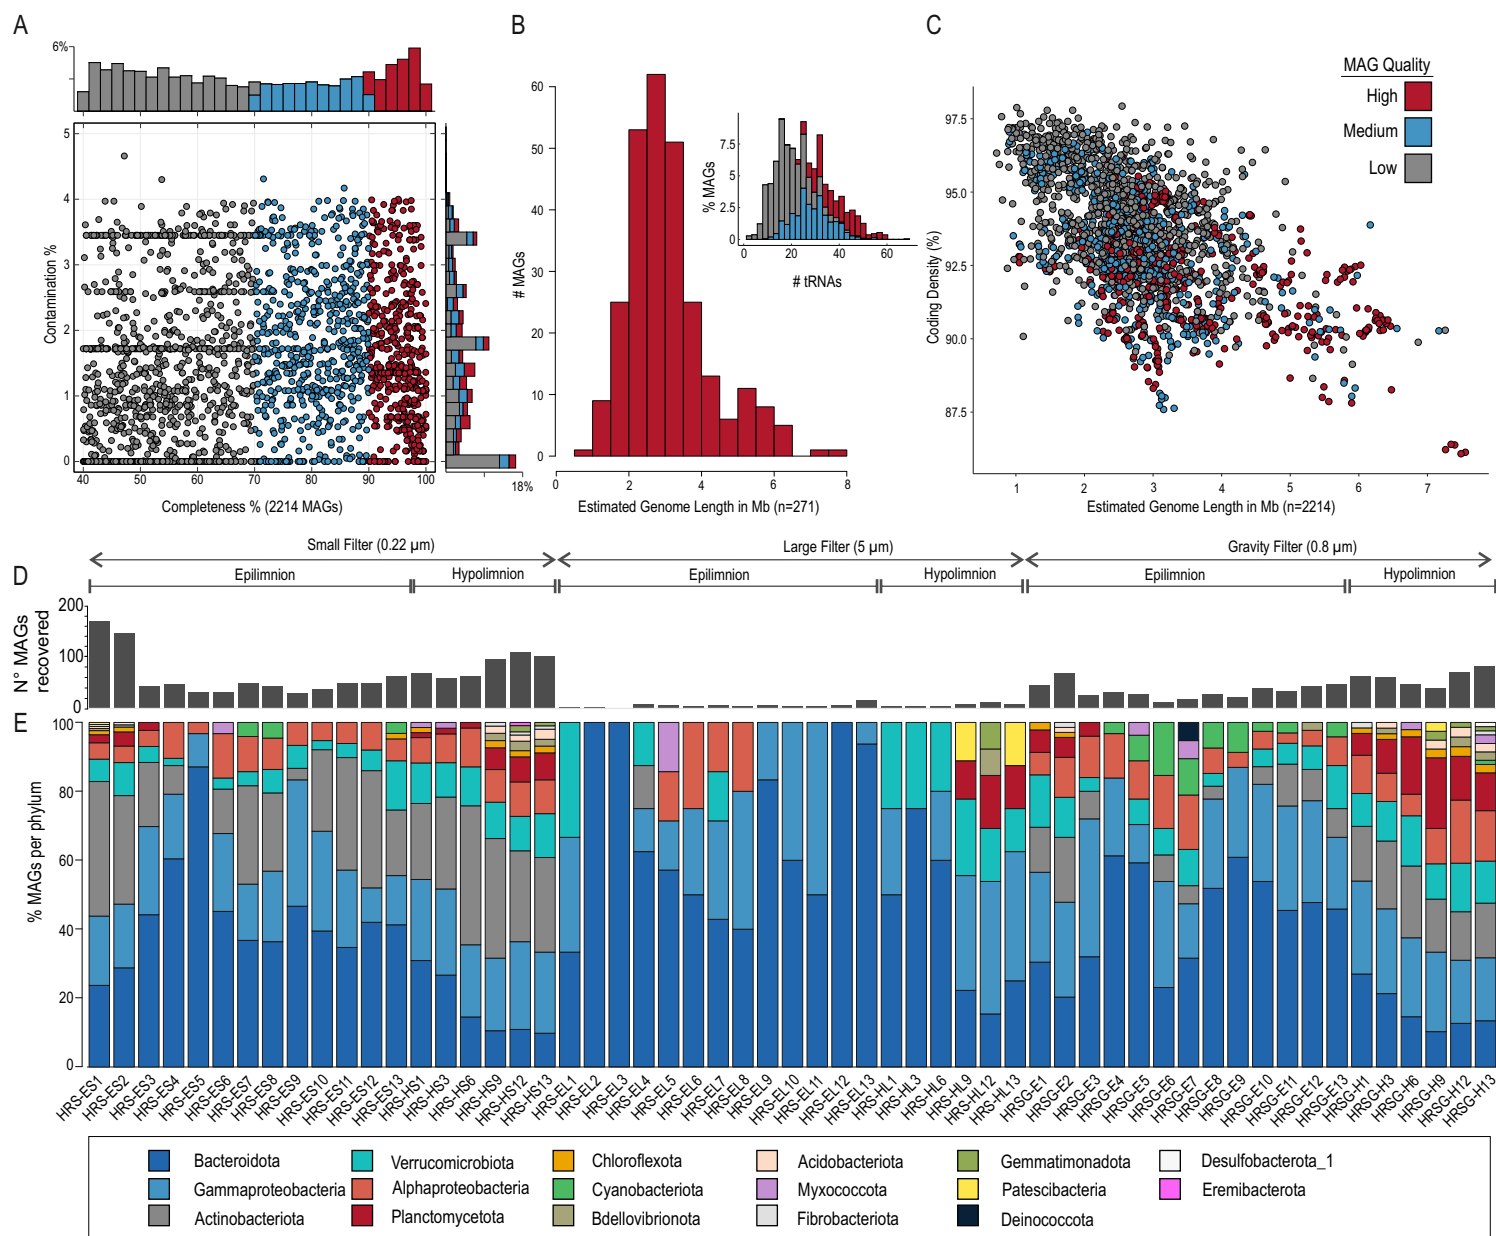 A
B
C
6%
5
4
3
2
1
0
Contamination %
40
50
60
70
80
90
100
18%
Completeness % (2214 MAGs)
60
50
40
30
20
10
0
# MAGs
0
2
4
6
8
Estimated Genome Length in Mb (n=271)
7.5
5
2.5
0
% MAGs
0
20
40
60
# tRNAs
MAG Quality
High
Medium
Low
97.5
95.0
92.5
90.0
87.5
Coding Density (%)
1
2
3
4
5
6
7
Estimated Genome Length in Mb (n=2214)
Small Filter (0.22 µm)
Large Filter (5 µm)
Gravity Filter (0.8 µm)
D
Epilimnion
Hypolimnion
Epilimnion
Hypolimnion
Epilimnion
Hypolimnion
200
100
0
N° MAGs
recovered
E
100
80
60
40
20
0
% MAGs per phylum
HRS-ES1
HRS-ES2
HRS-ES3
HRS-ES4
HRS-ES5
HRS-ES6
HRS-ES7
HRS-ES8
HRS-ES9
HRS-ES10
HRS-ES11
HRS-ES12
HRS-ES13
HRS-HS1
HRS-HS3
HRS-HS6
HRS-HS9
HRS-HS12
HRS-HS13
HRS-EL1
HRS-EL2
HRS-EL3
HRS-EL4
HRS-EL5
HRS-EL6
HRS-EL7
HRS-EL8
HRS-EL9
HRS-EL10
HRS-EL11
HRS-EL12
HRS-EL13
HRS-HL1
HRS-HL3
HRS-HL6
HRS-HL9
HRS-HL12
HRS-HL13
HRSG-E1
HRSG-E2
HRSG-E3
HRSG-E4
HRSG-E5
HRSG-E6
HRSG-E7
HRSG-E8
HRSG-E9
HRSG-E10
HRSG-E11
HRSG-E12
HRSG-E13
HRSG-H1
HRSG-H3
HRSG-H6
HRSG-H9
HRSG-H12
HRSG-H13
Bacteroidota
Verrucomicrobiota
Chloroflexota
Acidobacteriota
Gemmatimonadota
Desulfobacterota_1
Gammaproteobacteria
Alphaproteobacteria
Cyanobacteriota
Myxococcota
Patescibacteria
Eremibacterota
Actinobacteriota
Planctomycetota
Bdellovibrionota
Fibrobacteriota
Deinococcota